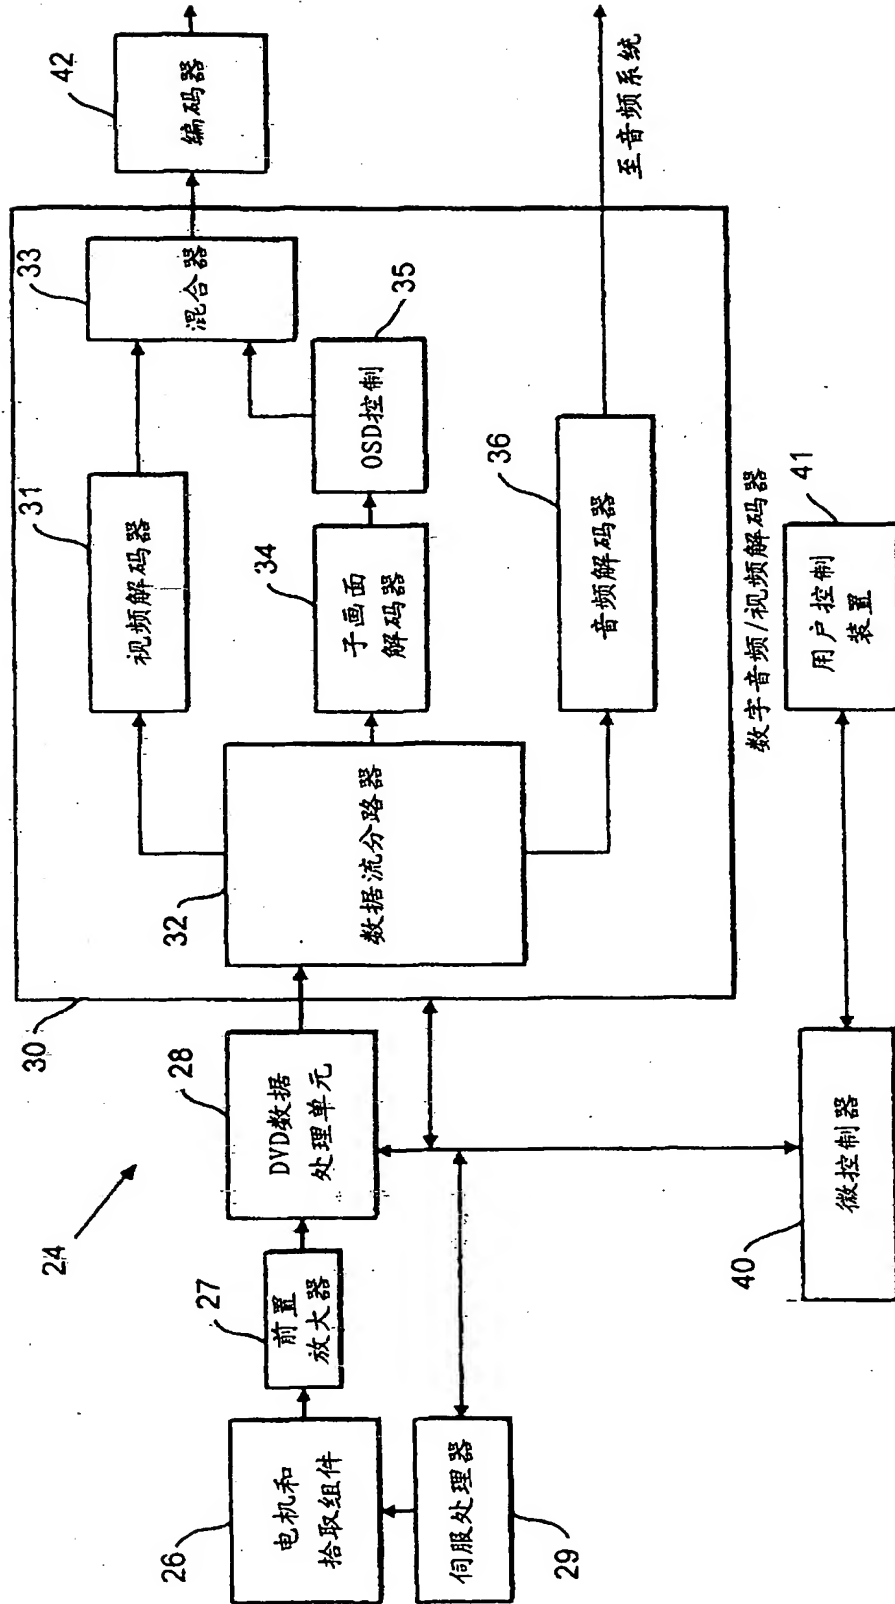 24
26
电机和
拾取组件
27
前置
放大器
28
DVD数据
处理单元
29
伺服处理器
30
32
数据流分路器
31
视频解码器
33
混合器
34
子画面
解码器
35
OSD控制
36
音频解码器
42
编码器
至音频系统
数字音频/视频解码器
40
微控制器
41
用户控制
装置